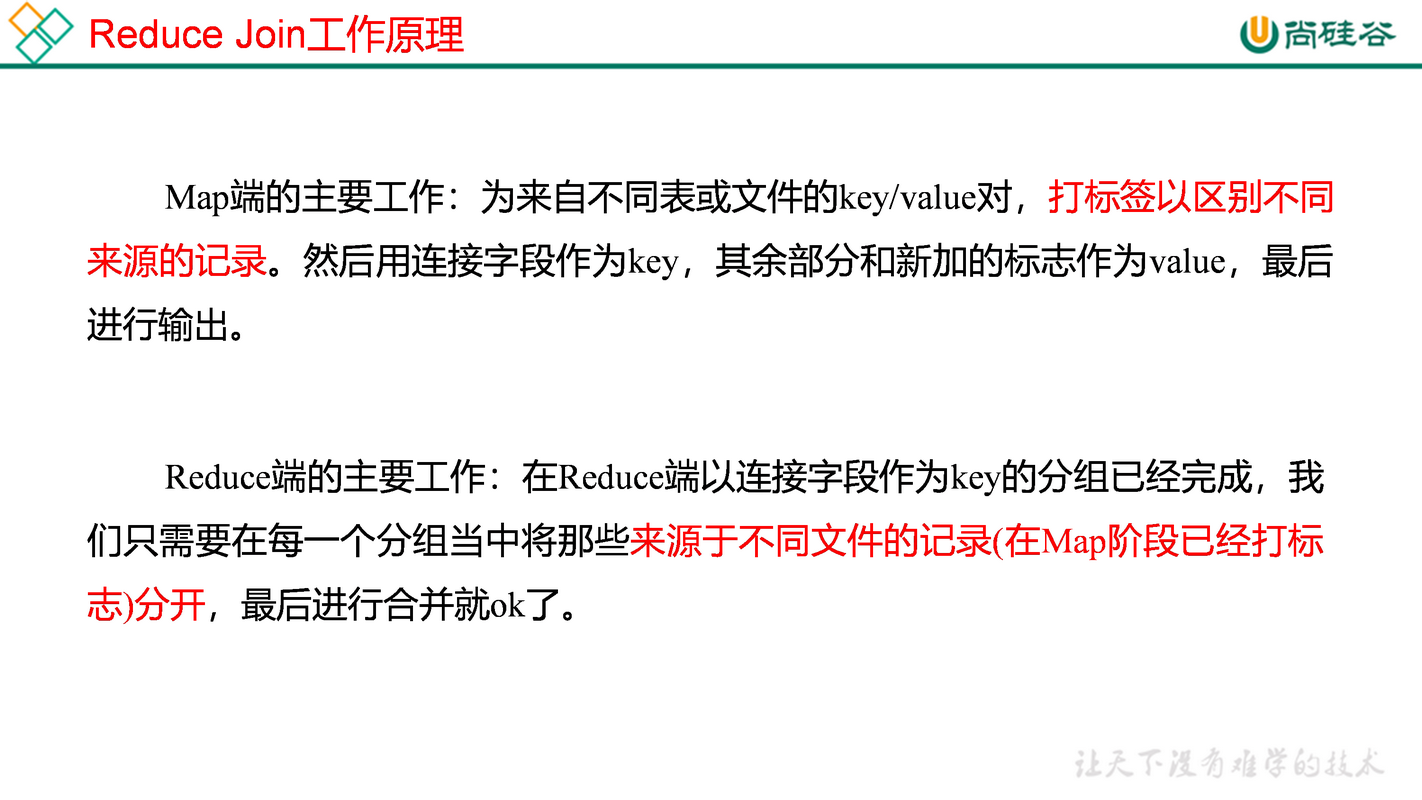 Reduce Join工作原理
尚硅谷
Map端的主要工作：为来自不同表或文件的key/value对，打标签以区别不同
来源的记录。然后用连接字段作为key，其余部分和新加的标志作为value，最后
进行输出。
Reduce端的主要工作：在Reduce端以连接字段作为key的分组已经完成，我
们只需要在每一个分组当中将那些来源于不同文件的记录(在Map阶段已经打标
志)分开，最后进行合并就ok了。
让天下没有难学的技术